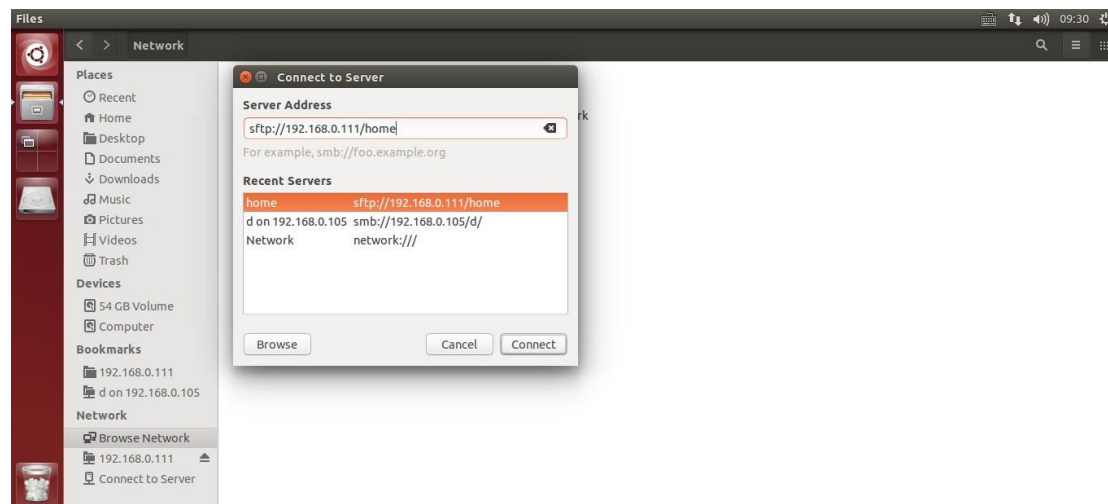 Files
09:30
Network
Places
Recent
Home
Desktop
Documents
Downloads
Music
Pictures
Videos
Trash
Devices
54 GB Volume
Computer
Bookmarks
192.168.0.111
d on 192.168.0.105
Network
Browse Network
192.168.0.111
Connect to Server
Connect to Server
Server Address
sftp://192.168.0.111/home
For example, smb://foo.example.org
Recent Servers
home sftp://192.168.0.111/home
d on 192.168.0.105 smb://192.168.0.105/d/
Network network:///
Browse Cancel Connect
rk